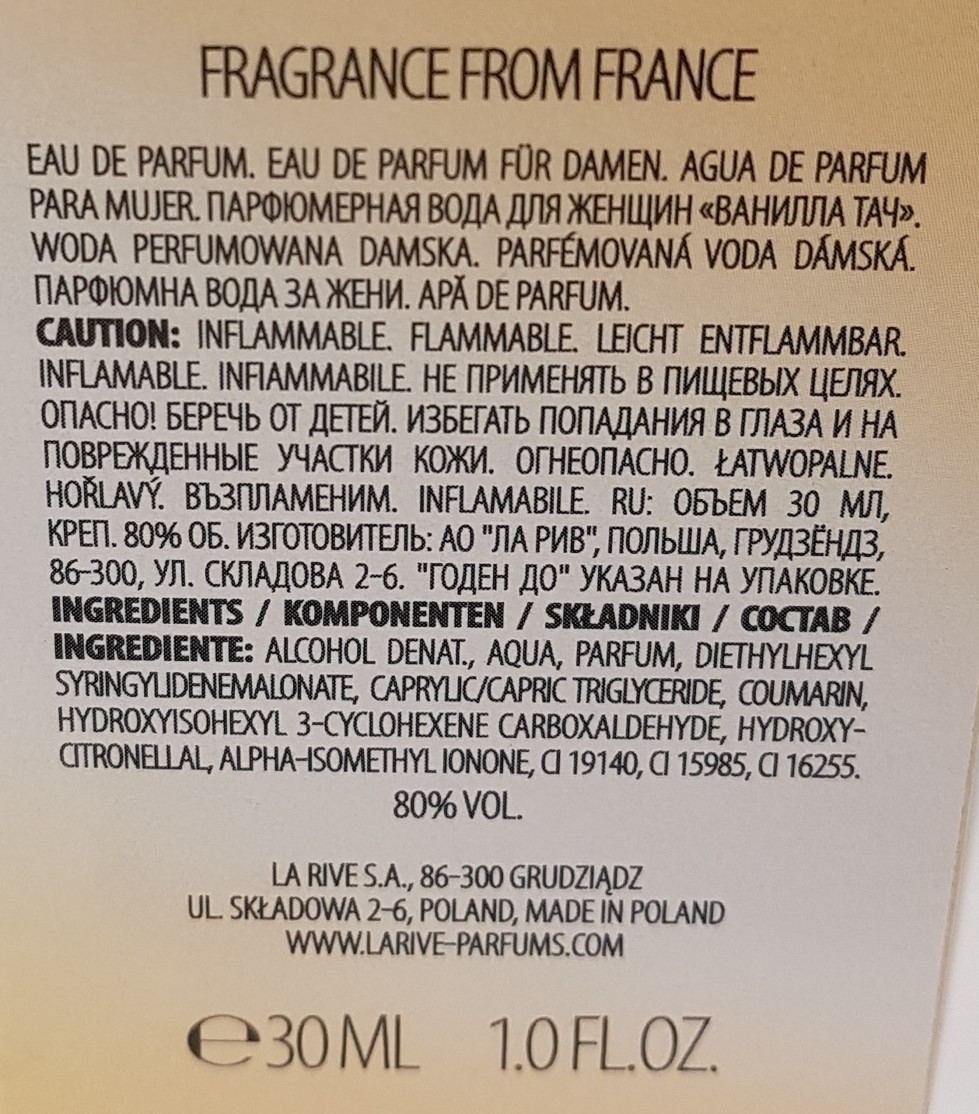 FRAGRANCE FROM FRANCE
EAU DE PARFUM. EAU DE PARFUM FÜR DAMEN. AGUA DE PARFUM
PARA MUJER. ПАРФЮМЕРНАЯ ВОДА ДЛЯ ЖЕНЩИН «ВАНИЛЛА ТАЧ».
WODA PERFUMOWANA DAMSKA. PARFÉMOVANÁ VODA DÁMSKÁ.
ПАРФЮМНА ВОДА ЗА ЖЕНИ. APĂ DE PARFUM.
CAUTION: INFLAMMABLE. FLAMMABLE. LEICHT ENTFLAMMBAR.
INFLAMABLE. INFIAMMABILE. НЕ ПРИМЕНЯТЬ В ПИЩЕВЫХ ЦЕЛЯХ.
ОПАСНО! БЕРЕЧЬ ОТ ДЕТЕЙ. ИЗБЕГАТЬ ПОПАДАНИЯ В ГЛАЗА И НА
ПОВРЕЖДЕННЫЕ УЧАСТКИ КОЖИ. ОГНЕОПАСНО. ŁATWOPALNE.
HOŘLAVÝ. ВЪЗПЛАМЕНИМ. INFLAMABILE. RU: ОБЪЕМ 30 МЛ,
КРЕП. 80% ОБ. ИЗГОТОВИТЕЛЬ: АО "ЛА РИВ", ПОЛЬША, ГРУДЗЁНДЗ,
86-300, УЛ. СКЛАДОВА 2-6. "ГОДЕН ДО" УКАЗАН НА УПАКОВКЕ.
INGREDIENTS / KOMPONENTEN / SKŁADNIKI / СОСТАВ /
INGREDIENTE: ALCOHOL DENAT., AQUA, PARFUM, DIETHYLHEXYL
SYRINGYLIDENEMALONATE, CAPRYLIC/CAPRIC TRIGLYCERIDE, COUMARIN,
HYDROXYISOHEXYL 3-CYCLOHEXENE CARBOXALDEHYDE, HYDROXY-
CITRONELLAL, ALPHA-ISOMETHYL IONONE, CI 19140, CI 15985, CI 16255.
80% VOL.
LA RIVE S.A., 86-300 GRUDZIĄDZ
UL. SKŁADOWA 2-6, POLAND, MADE IN POLAND
WWW.LARIVE-PARFUMS.COM
℮30 ML 1.0 FL.OZ.